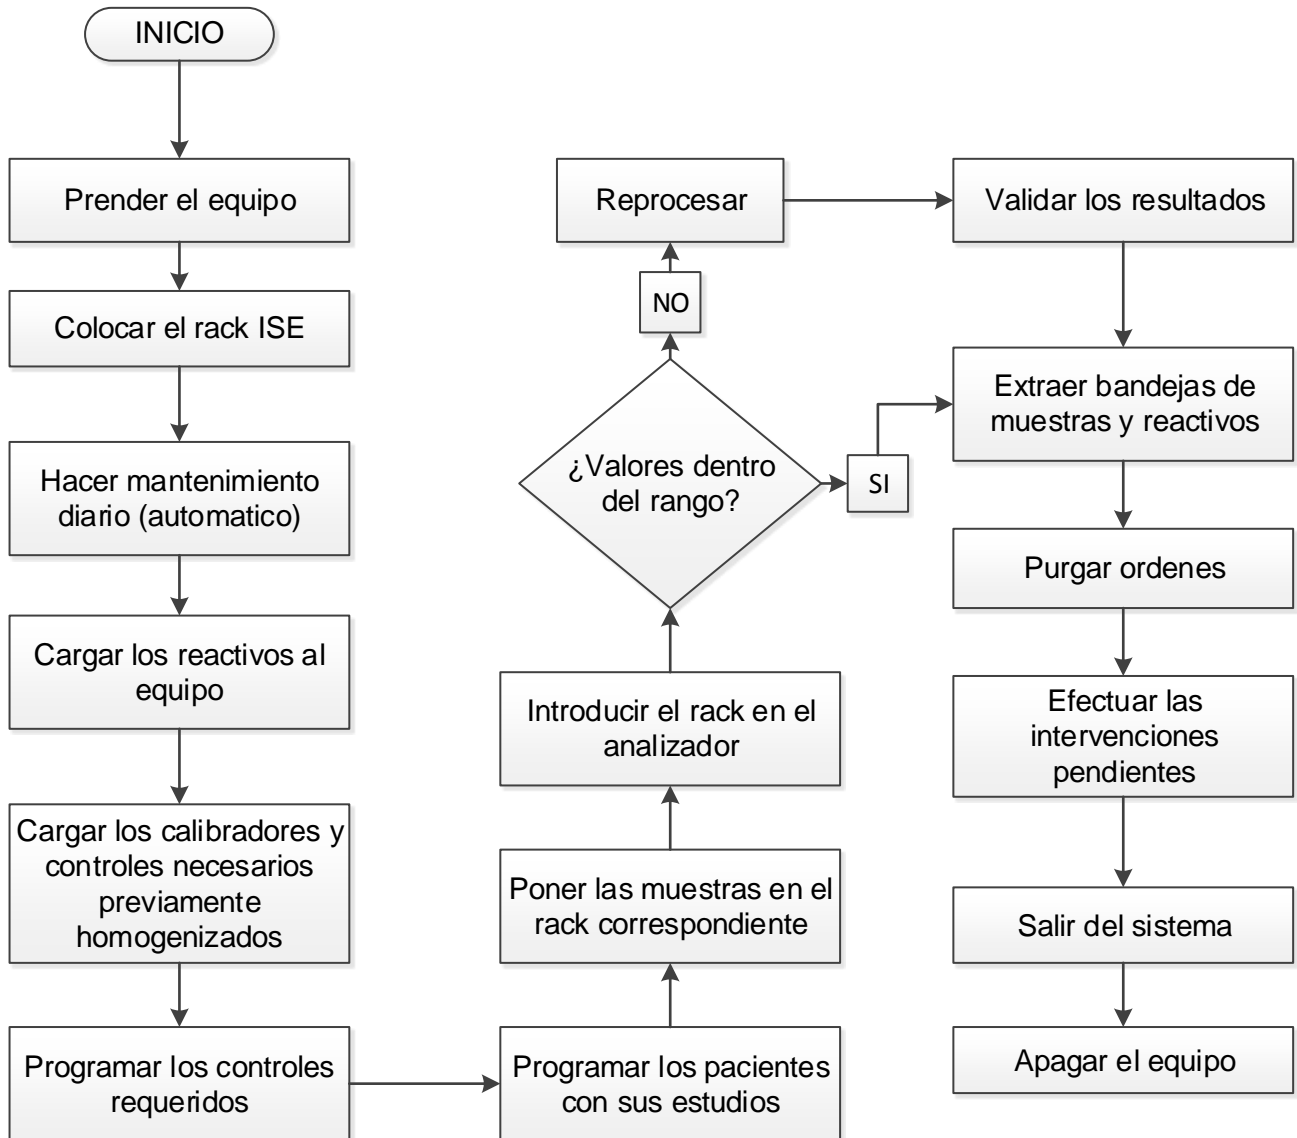 INICIO
Prender el equipo
Colocar el rack ISE
Hacer mantenimiento
diario (automatico)
Cargar los reactivos al
equipo
Cargar los calibradores y
controles necesarios
previamente
homogenizados
Programar los controles
requeridos
Programar los pacientes
con sus estudios
Poner las muestras en el
rack correspondiente
Introducir el rack en el
analizador
¿Valores dentro
del rango?
NO
Reprocesar
SI
Validar los resultados
Extraer bandejas de
muestras y reactivos
Purgar ordenes
Efectuar las
intervenciones
pendientes
Salir del sistema
Apagar el equipo